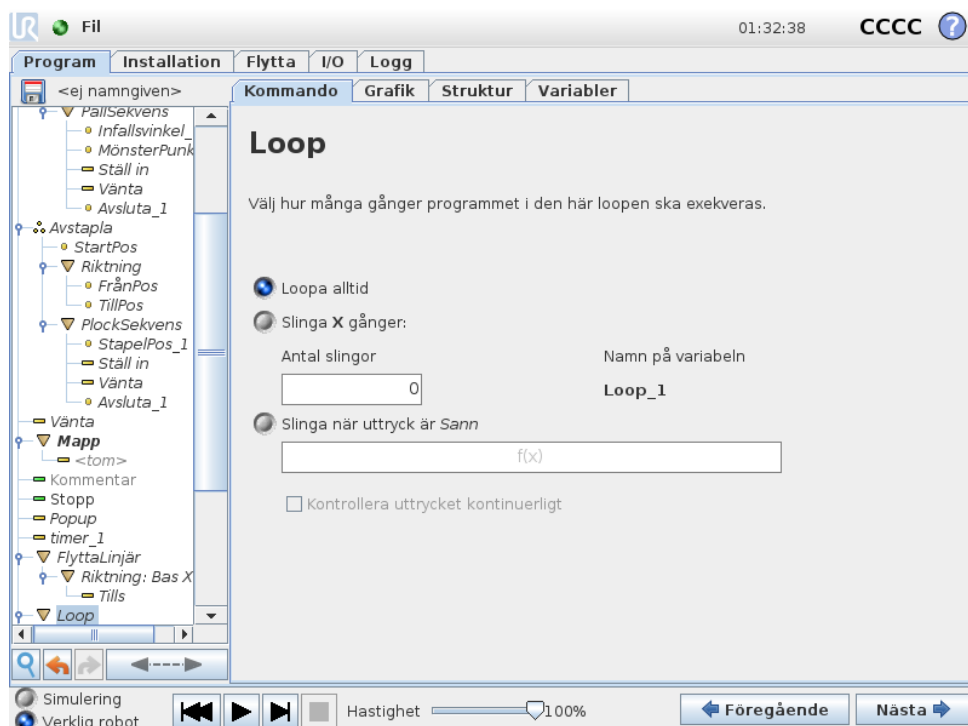 Fil
01:32:38
CCCC
?
Program Installation Flytta I/O Logg
<ej namngiven>
Kommando Grafik Struktur Variabler
PallSekvens
Infallsvinkel_
MönsterPunk
Ställ in
Vänta
Avsluta_1
Avstapla
StartPos
Riktning
FrånPos
TillPos
PlockSekvens
StapelPos_1
Ställ in
Vänta
Avsluta_1
Vänta
Mapp
<tom>
Kommentar
Stopp
Popup
timer_1
FlyttaLinjär
Riktning: Bas X
Tills
Loop
Loop
Välj hur många gånger programmet i den här loopen ska exekveras.
Loopa alltid
Slinga X gånger:
Antal slingor
Namn på variabeln
0
Loop_1
Slinga när uttryck är Sann
f(x)
Kontrollera uttrycket kontinuerligt
Simulering
Verklig robot
Hastighet
100%
Föregående
Nästa